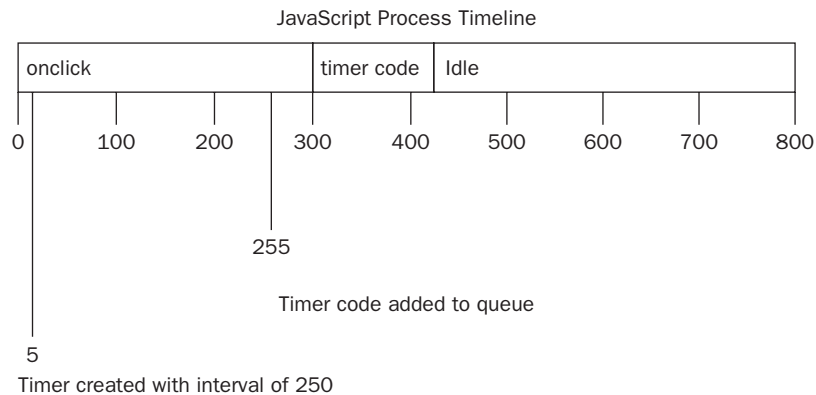 JavaScript Process Timeline
onclick timer code Idle
0 100 200 300 400 500 600 700 800
255
Timer code added to queue
5
Timer created with interval of 250